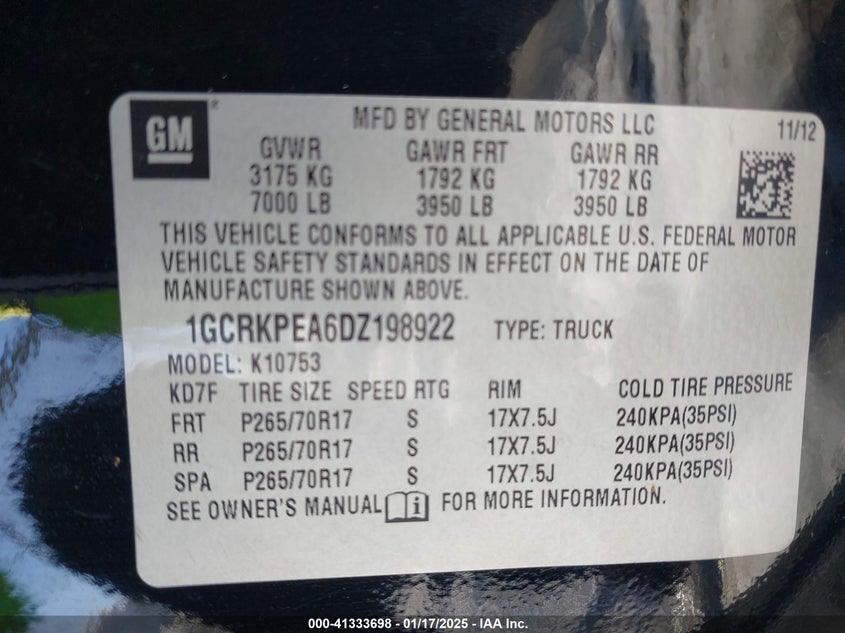 GM ®
MFD BY GENERAL MOTORS LLC 11/12
GVWR GAWR FRT GAWR RR
3175 KG 1792 KG 1792 KG
7000 LB 3950 LB 3950 LB
THIS VEHICLE CONFORMS TO ALL APPLICABLE U.S. FEDERAL MOTOR
VEHICLE SAFETY STANDARDS IN EFFECT ON THE DATE OF
MANUFACTURE SHOWN ABOVE.
1GCRKPEA6DZ198922 TYPE: TRUCK
MODEL: K10753
KD7F TIRE SIZE SPEED RTG RIM COLD TIRE PRESSURE
FRT P265/70R17 S 17X7.5J 240KPA(35PSI)
RR P265/70R17 S 17X7.5J 240KPA(35PSI)
SPA P265/70R17 S 17X7.5J 240KPA(35PSI)
SEE OWNER'S MANUAL i FOR MORE INFORMATION.
000-41333698 - 01/17/2025 - IAA Inc.